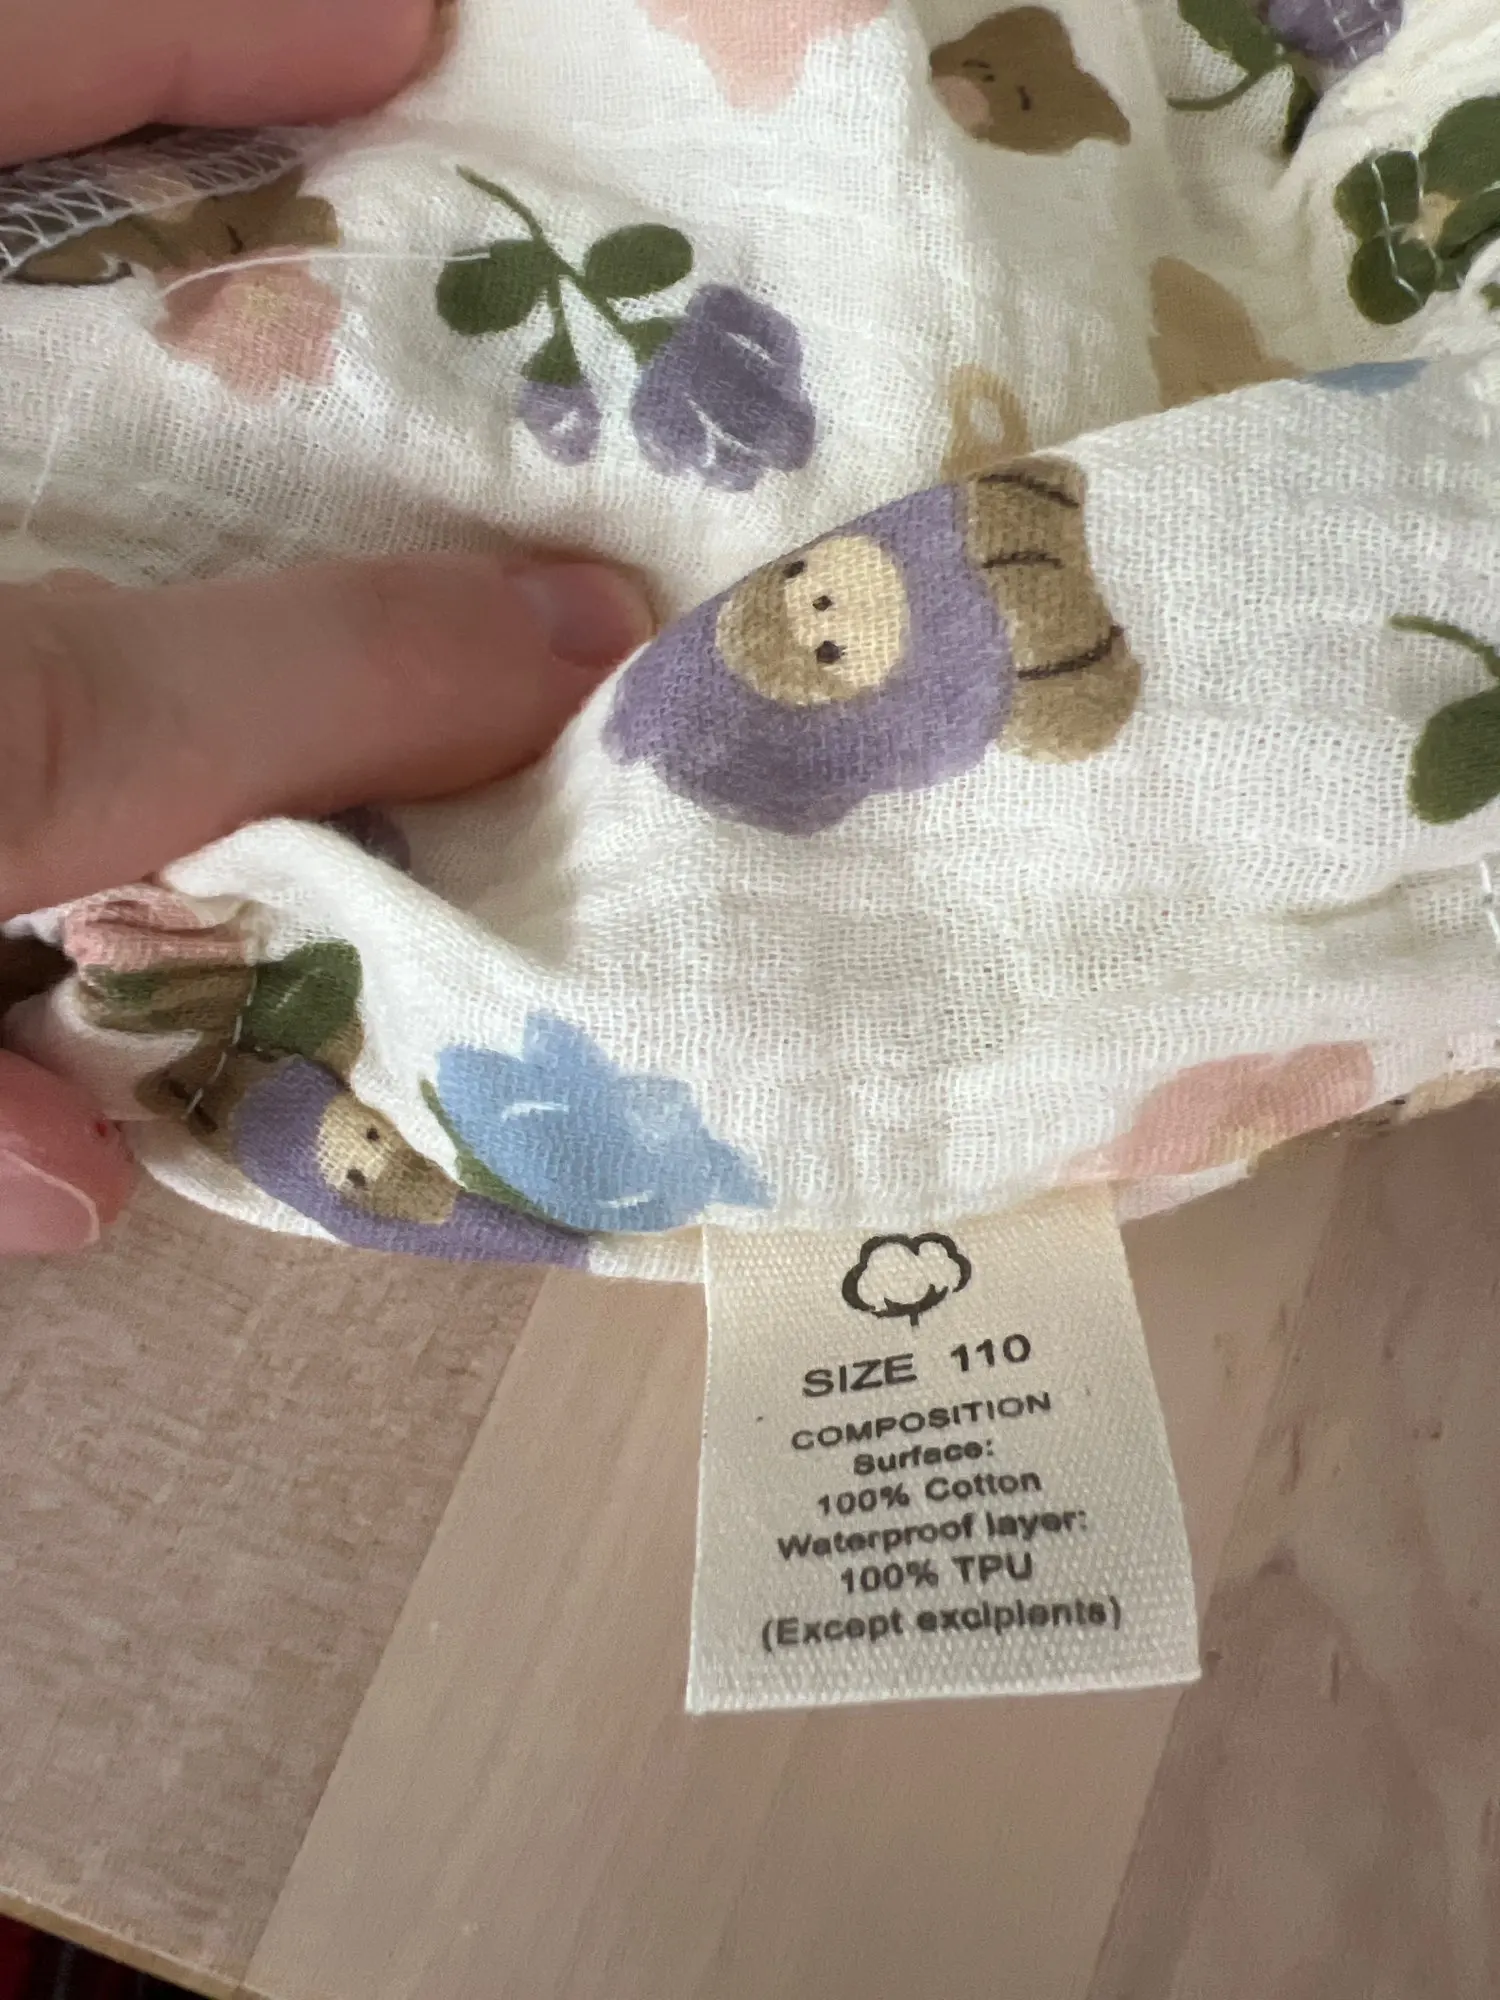 SIZE 110
COMPOSITION
Surface:
100% Cotton
Waterproof layer:
100% TPU
(Except excipients)